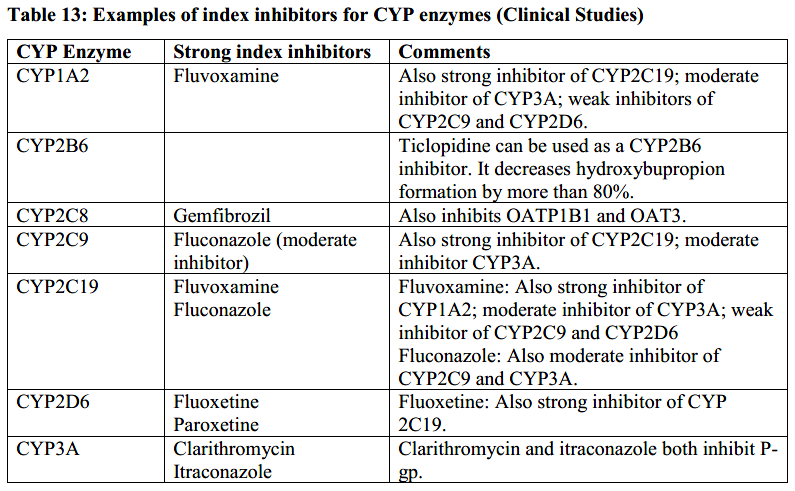 Table 13: Examples of index inhibitors for CYP enzymes (Clinical Studies)
CYP Enzyme Strong index inhibitors Comments
CYP1A2 Fluvoxamine Also strong inhibitor of CYP2C19; moderate
inhibitor of CYP3A; weak inhibitors of
CYP2C9 and CYP2D6.
CYP2B6 Ticlopidine can be used as a CYP2B6
inhibitor. It decreases hydroxybupropion
formation by more than 80%.
CYP2C8 Gemfibrozil Also inhibits OATP1B1 and OAT3.
CYP2C9 Fluconazole (moderate Also strong inhibitor of CYP2C19; moderate
inhibitor) inhibitor CYP3A.
CYP2C19 Fluvoxamine Fluvoxamine: Also strong inhibitor of
Fluconazole CYP1A2; moderate inhibitor of CYP3A; weak
inhibitor of CYP2C9 and CYP2D6
Fluconazole: Also moderate inhibitor of
CYP2C9 and CYP3A.
CYP2D6 Fluoxetine Fluoxetine: Also strong inhibitor of CYP
Paroxetine 2C19.
CYP3A Clarithromycin Clarithromycin and itraconazole both inhibit P-
Itraconazole gp.